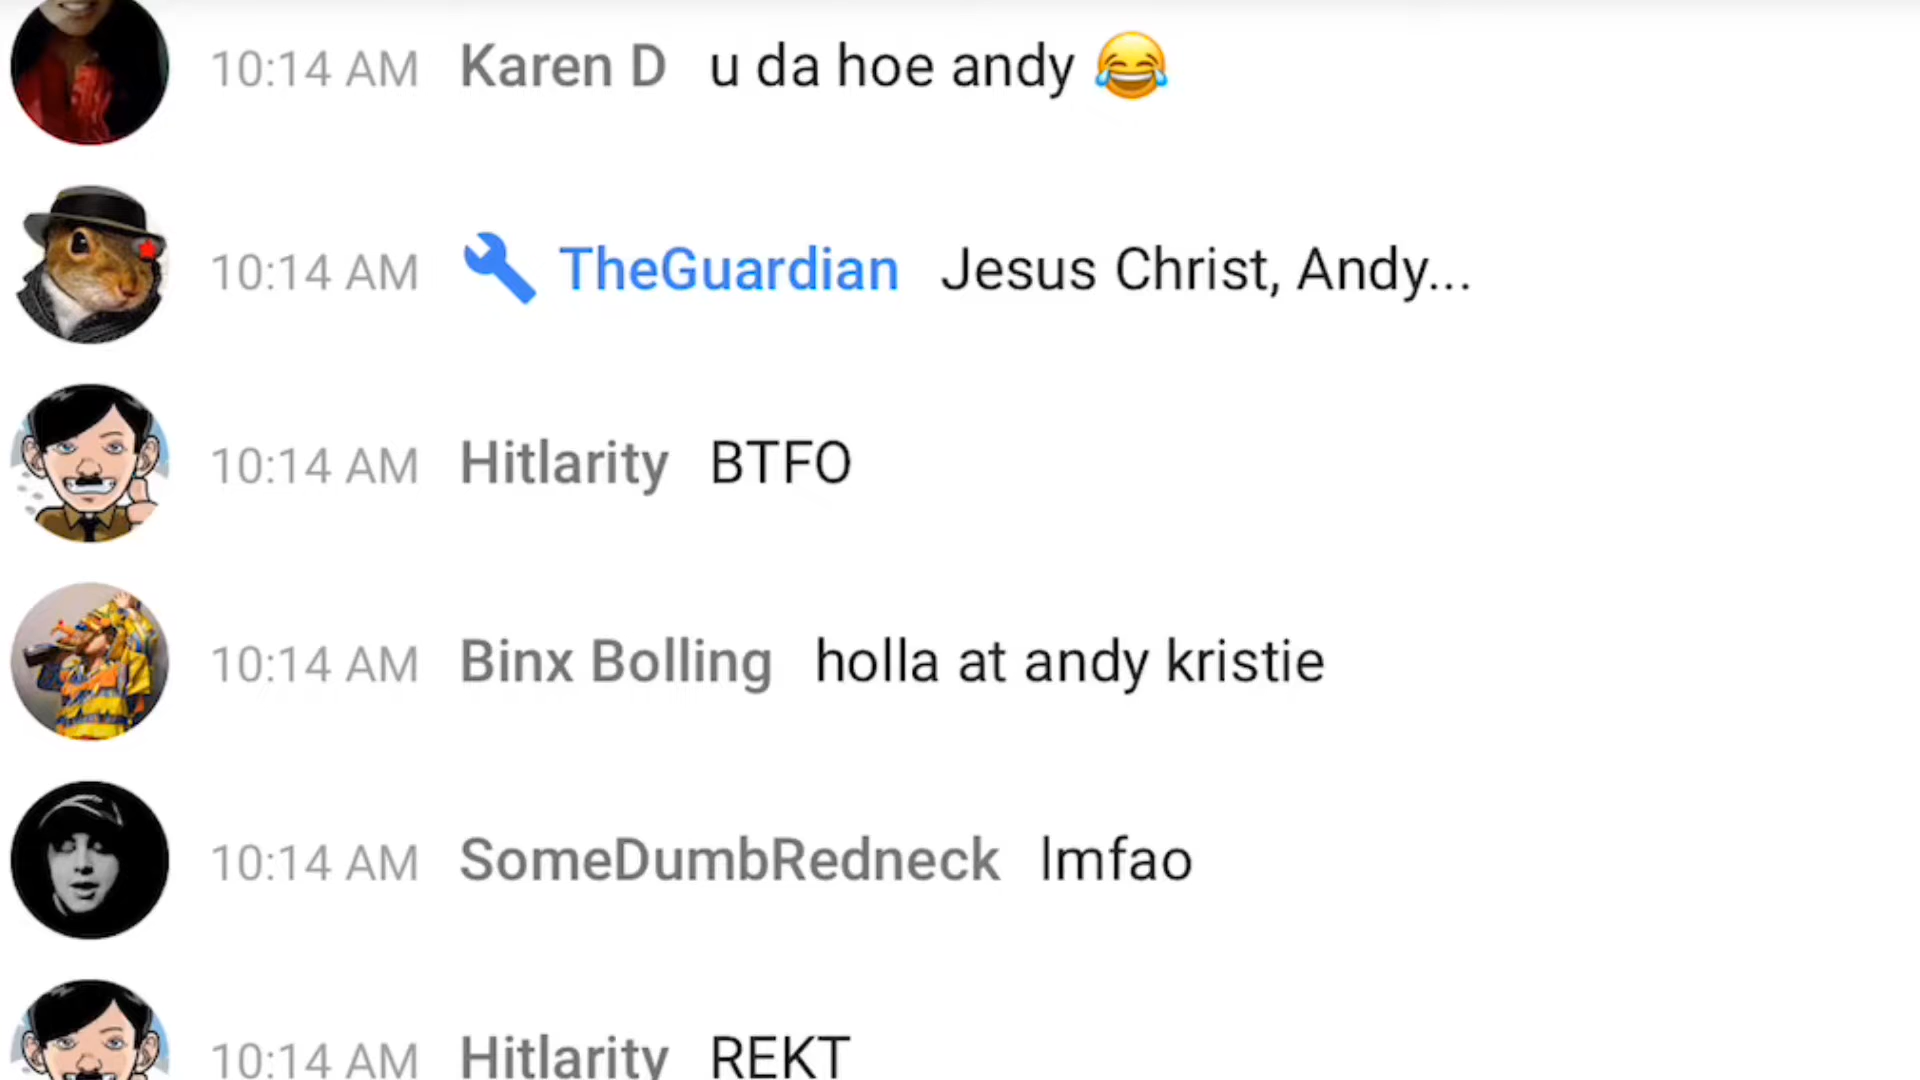 10:14 AM Karen D u da hoe andy 😂
10:14 AM TheGuardian Jesus Christ, Andy...
10:14 AM Hitlarity BTFO
10:14 AM Binx Bolling holla at andy kristie
10:14 AM SomeDumbRedneck lmfao
10:14 AM Hitlarity REKT